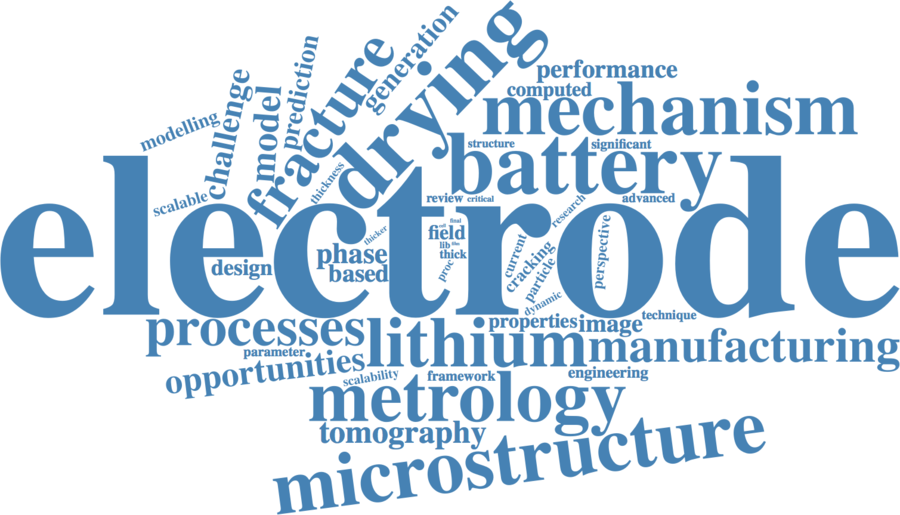 drying
generation
prediction
fracture
performance
computed
challenge
model
mechanism
modelling
battery
structure
significant
thickness
scalable
review
critical
advanced
research
electrode
field
final
thicker
lib
the
thick
phase
based
design
current
cracking
particle
perspective
proc
dynamic
processes
lithium
properties
image
technique
manufacturing
parameter
opportunities
scalability
framework
engineering
metrology
tomography
microstructure